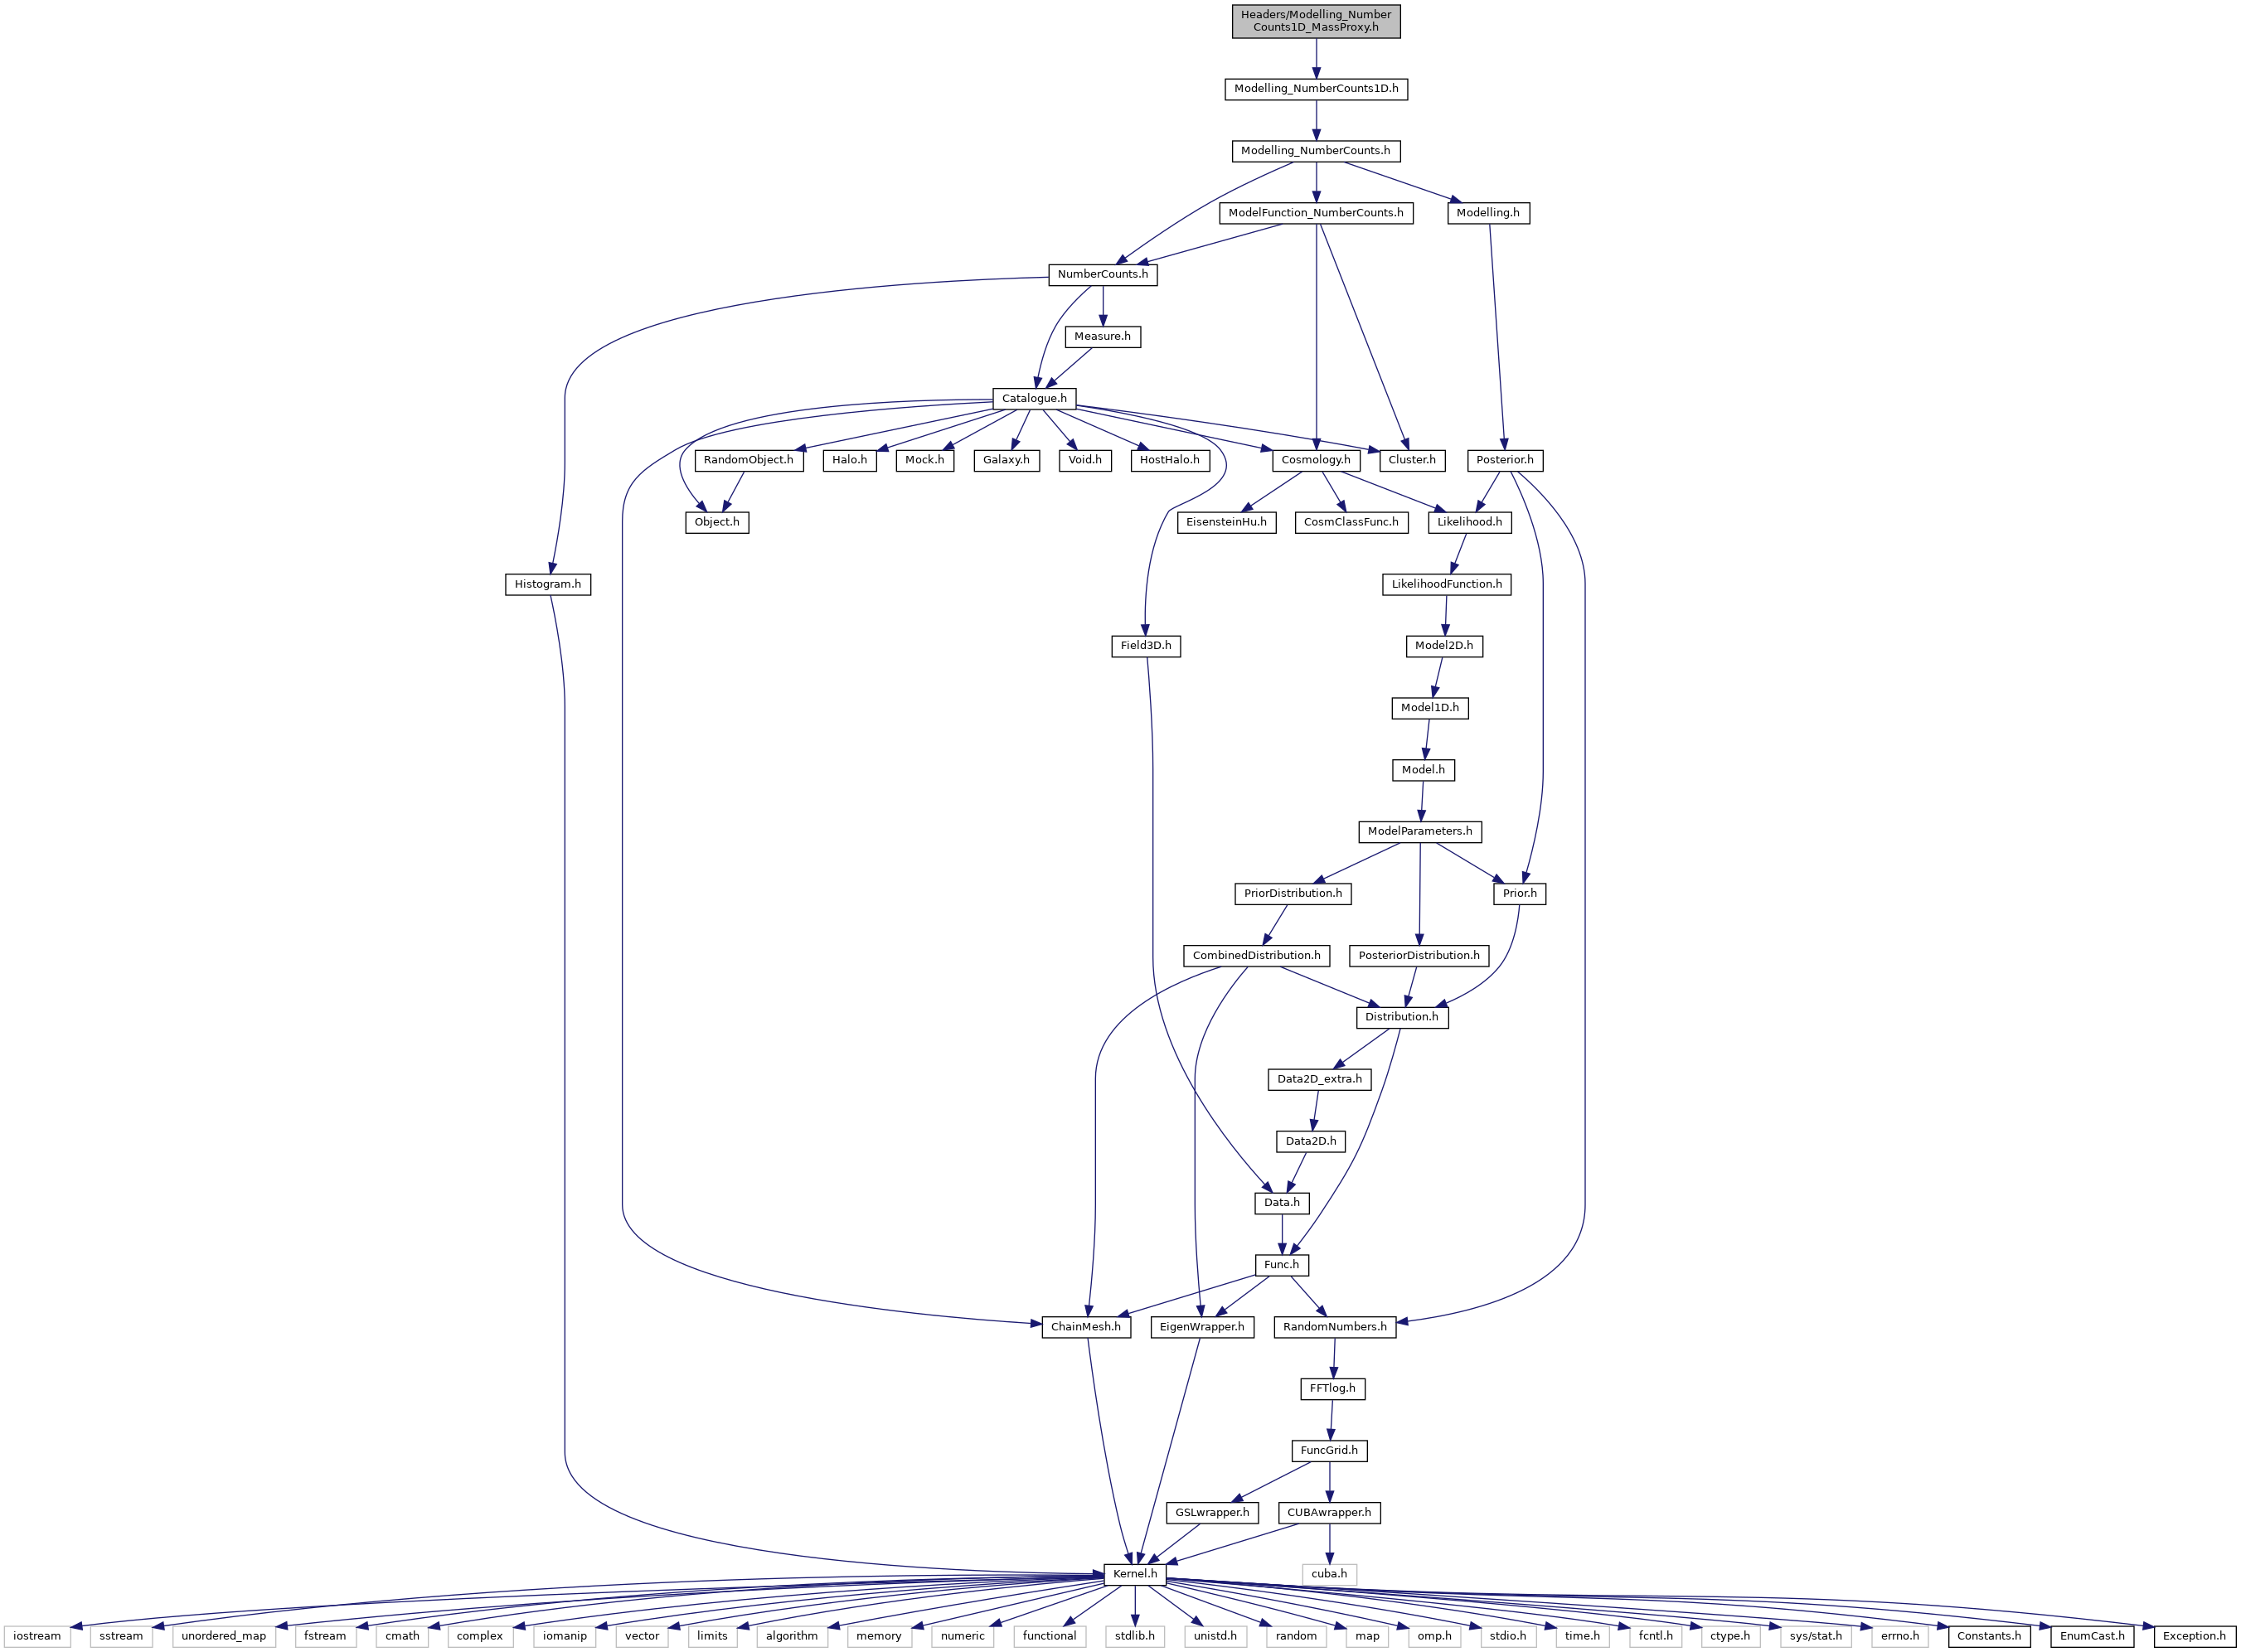 Headers/Modelling_Number
Counts1D_MassProxy.h
Modelling_NumberCounts1D.h
Modelling_NumberCounts.h
ModelFunction_NumberCounts.h
Modelling.h
NumberCounts.h
Measure.h
Catalogue.h
RandomObject.h
Halo.h
Mock.h
Galaxy.h
Void.h
HostHalo.h
Cosmology.h
Cluster.h
Posterior.h
Object.h
EisensteinHu.h
CosmClassFunc.h
Likelihood.h
Histogram.h
LikelihoodFunction.h
Field3D.h
Model2D.h
Model1D.h
Model.h
ModelParameters.h
PriorDistribution.h
Prior.h
CombinedDistribution.h
PosteriorDistribution.h
Distribution.h
Data2D_extra.h
Data2D.h
Data.h
Func.h
ChainMesh.h
EigenWrapper.h
RandomNumbers.h
FFTlog.h
FuncGrid.h
GSLwrapper.h
CUBAwrapper.h
Kernel.h
cuba.h
iostream
sstream
unordered_map
fstream
cmath
complex
iomanip
vector
limits
algorithm
memory
numeric
functional
stdlib.h
unistd.h
random
map
omp.h
stdio.h
time.h
fcntl.h
ctype.h
sys/stat.h
errno.h
Constants.h
EnumCast.h
Exception.h